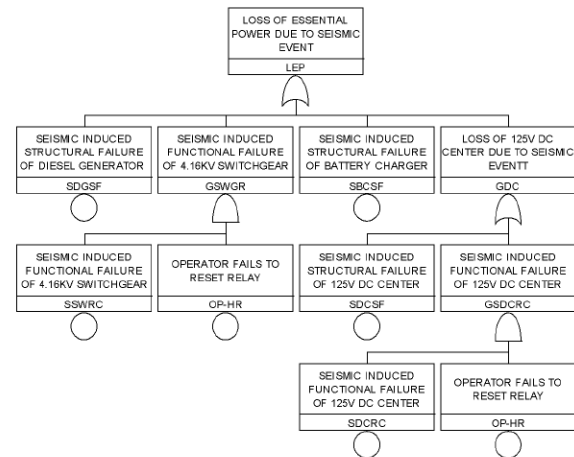 LOSS OF ESSENTIAL
POWER DUE TO SEISMIC
EVENT
LEP
SEISMIC INDUCED
STRUCTURAL FAILURE
OF DIESEL GENERATOR
SDGSF
SEISMIC INDUCED
FUNCTIONAL FAILURE
OF 4.16KV SWITCHGEAR
GSWGR
SEISMIC INDUCED
STRUCTURAL FAILURE
OF BATTERY CHARGER
SBCSF
LOSS OF 125V DC
CENTER DUE TO SEISMIC
EVENTT
GDC
SEISMIC INDUCED
FUNCTIONAL FAILURE
OF 4.16KV SWITCHGEAR
SSWRC
OPERATOR FAILS TO
RESET RELAY
OP-HR
SEISMIC INDUCED
STRUCTURAL FAILURE
OF 125V DC CENTER
SDCSF
SEISMIC INDUCED
FUNCTIONAL FAILURE
OF 125V DC CENTER
GSDCRC
SEISMIC INDUCED
FUNCTIONAL FAILURE
OF 125V DC CENTER
SDCRC
OPERATOR FAILS TO
RESET RELAY
OP-HR